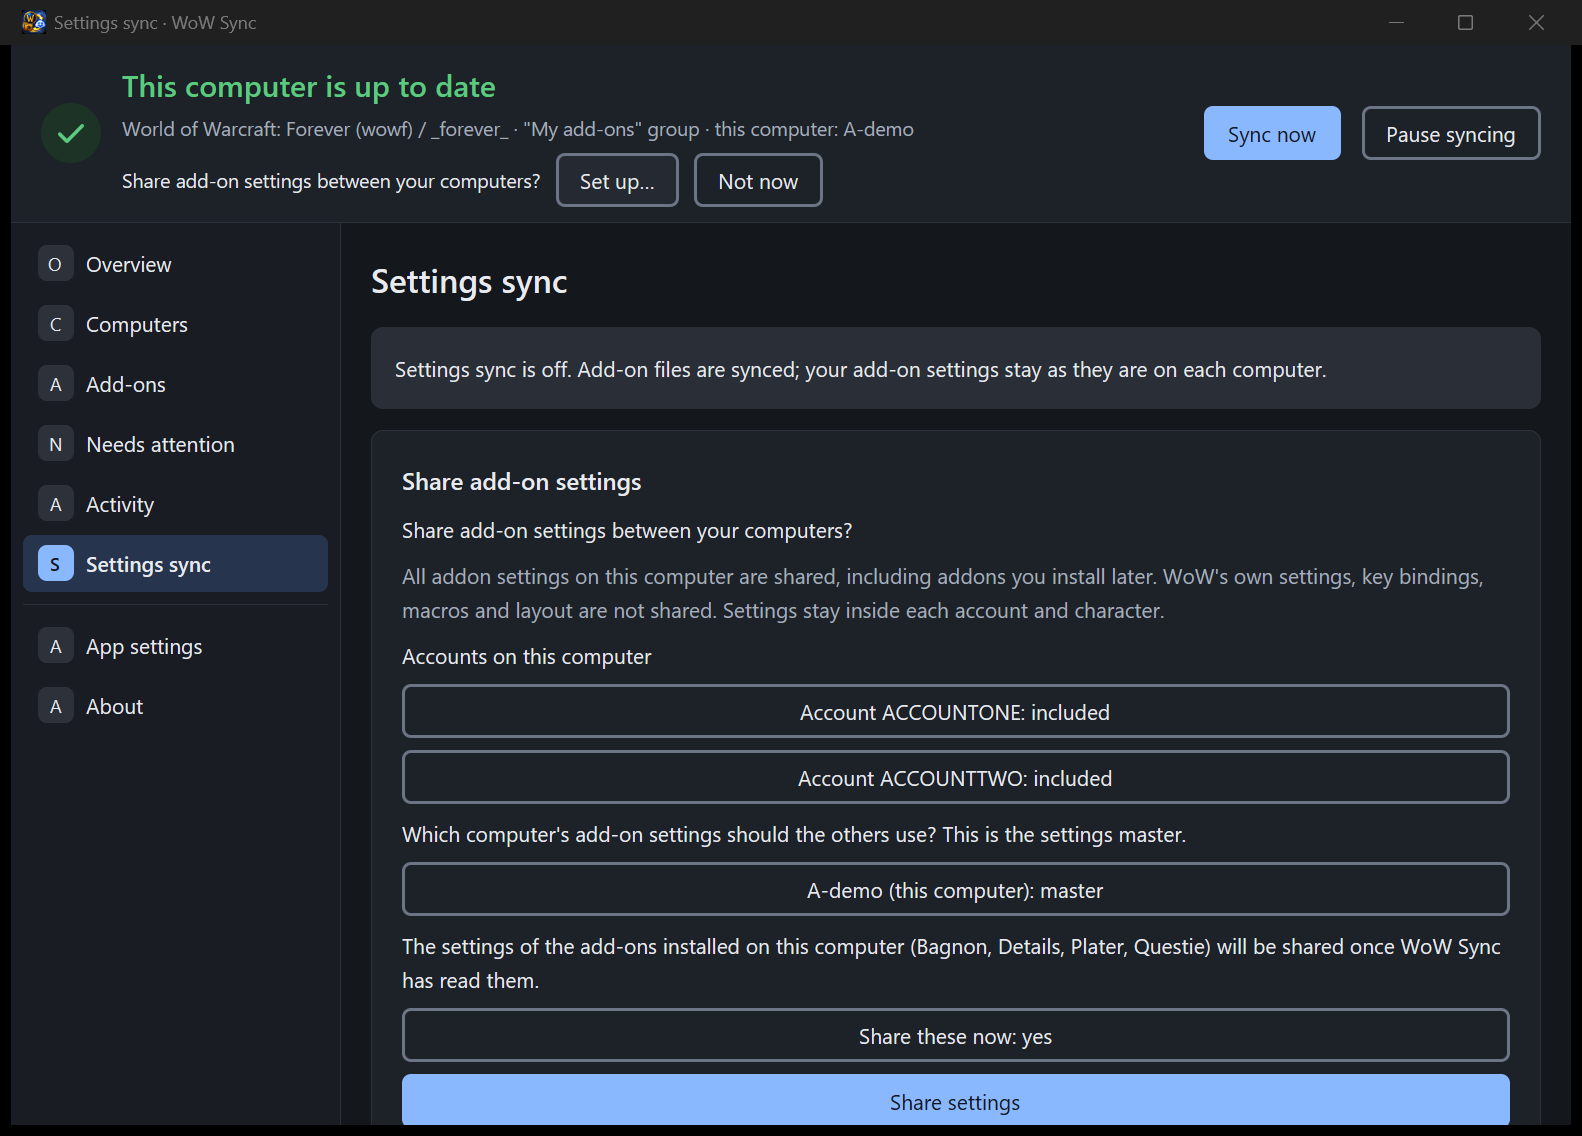 Settings sync · WoW Sync
This computer is up to date
World of Warcraft: Forever (wowf) / _forever_ · "My add-ons" group · this computer: A-demo
Share add-on settings between your computers?
Set up...
Not now
Sync now
Pause syncing
O Overview
C Computers
A Add-ons
N Needs attention
A Activity
S Settings sync
A App settings
A About
Settings sync
Settings sync is off. Add-on files are synced; your add-on settings stay as they are on each computer.
Share add-on settings
Share add-on settings between your computers?
All addon settings on this computer are shared, including addons you install later. WoW's own settings, key bindings,
macros and layout are not shared. Settings stay inside each account and character.
Accounts on this computer
Account ACCOUNTONE: included
Account ACCOUNTTWO: included
Which computer's add-on settings should the others use? This is the settings master.
A-demo (this computer): master
The settings of the add-ons installed on this computer (Bagnon, Details, Plater, Questie) will be shared once WoW Sync
has read them.
Share these now: yes
Share settings